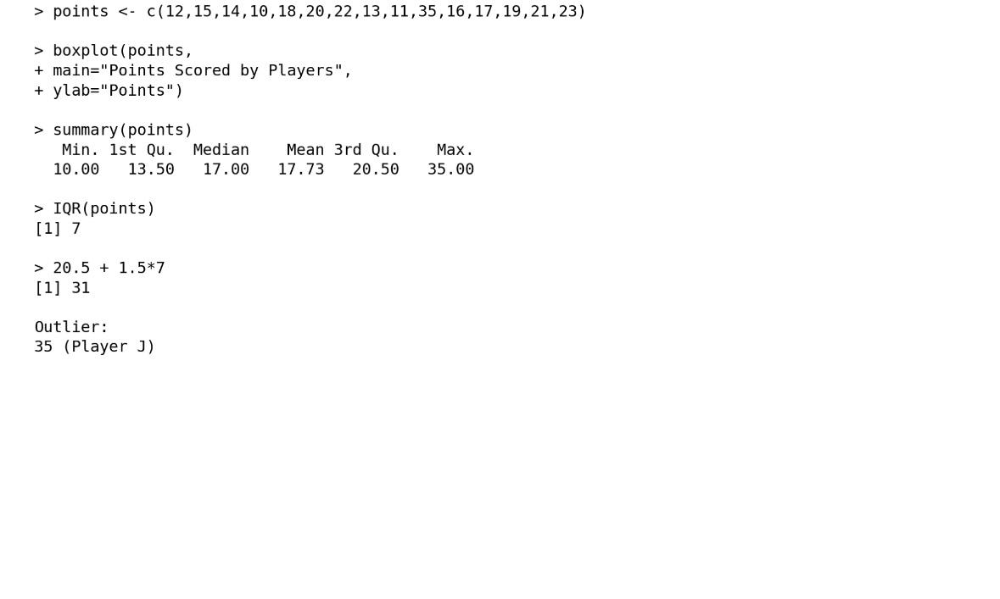 > points <- c(12,15,14,10,18,20,22,13,11,35,16,17,19,21,23)
> boxplot(points,
+ main="Points Scored by Players",
+ ylab="Points")
> summary(points)
   Min. 1st Qu.  Median    Mean 3rd Qu.    Max.
  10.00   13.50   17.00   17.73   20.50   35.00
> IQR(points)
[1] 7
> 20.5 + 1.5*7
[1] 31
Outlier:
35 (Player J)